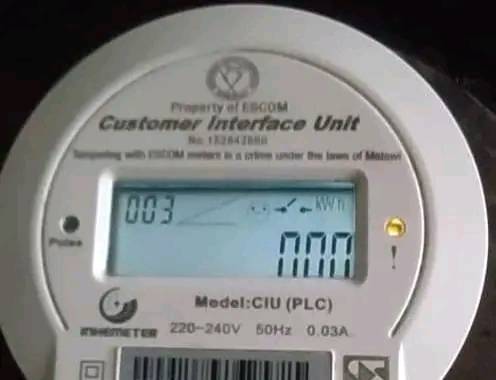 Property of ESCOM
Customer Interface Unit
Tampering with ESCOM meters is a crime under the laws of Malawi
003 kWh
000
Pulse
!
Model:CIU (PLC)
INHEMETER
220-240V 50Hz 0.03A